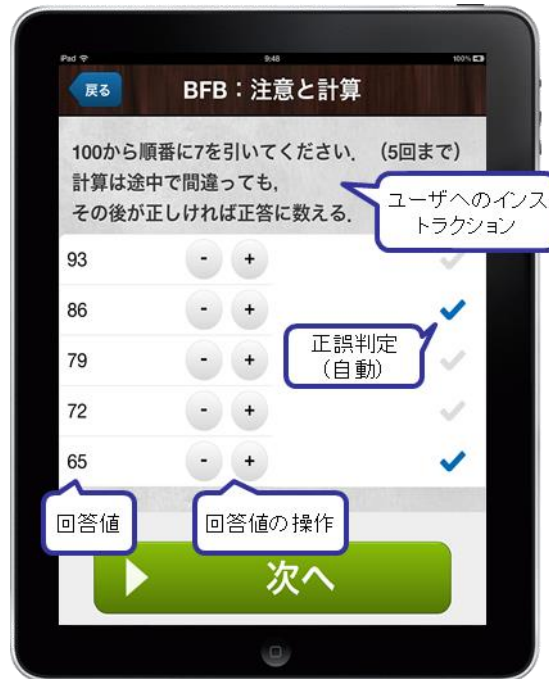 iPad 9:48 100%
戻る BFB:注意と計算
100から順番に7を引いてください. (5回まで)
計算は途中で間違っても,
その後が正しければ正答に数える.
ユーザへのインス
トラクション
93 - +
86 - +
正誤判定
(自動)
79 - +
72 - +
65 - +
回答値
回答値の操作
次へ